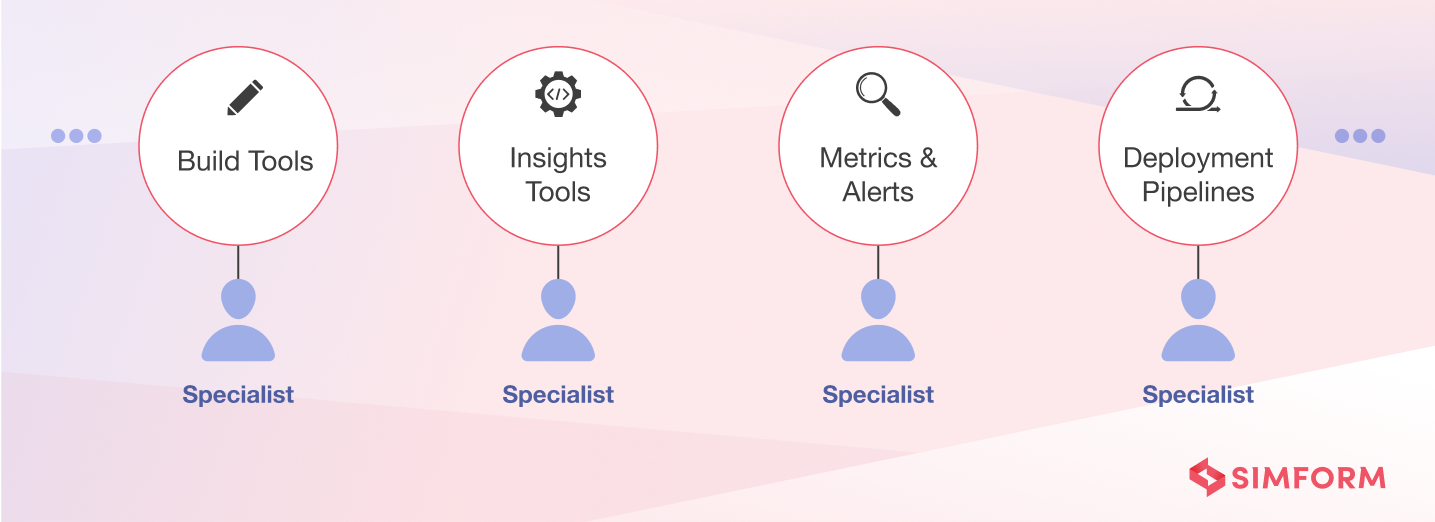 Build Tools
Insights
Tools
Metrics &
Alerts
Deployment
Pipelines
Specialist
Specialist
Specialist
Specialist
SIMFORM